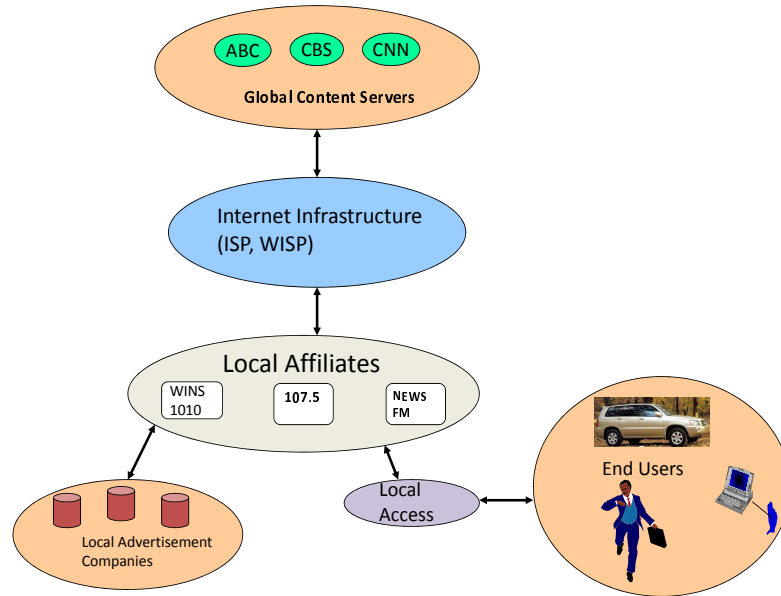 ABC
CBS
CNN
Global Content Servers
Internet Infrastructure
(ISP, WISP)
Local Affiliates
WINS
1010
107.5
NEWS
FM
End Users
Local
Access
Local Advertisement
Companies